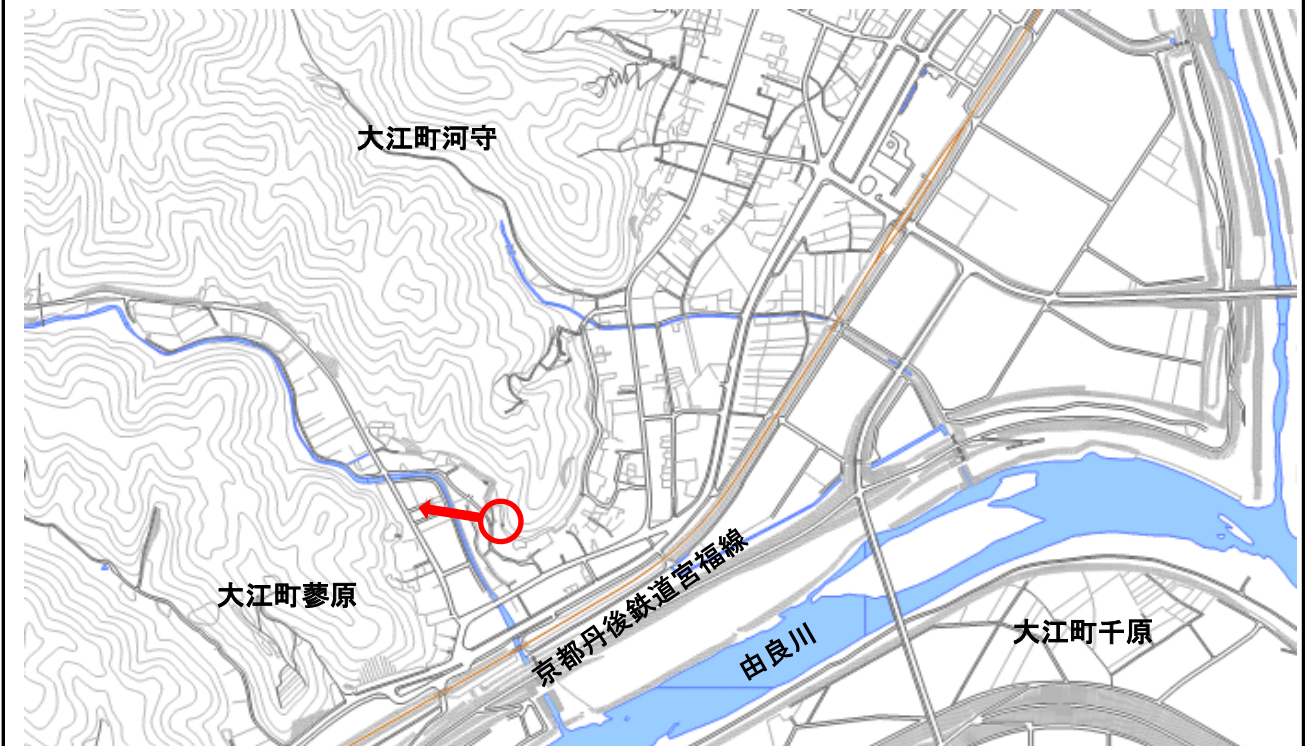 大江町河守
大江町蓼原
京都丹後鉄道宮福線
由良川
大江町千原